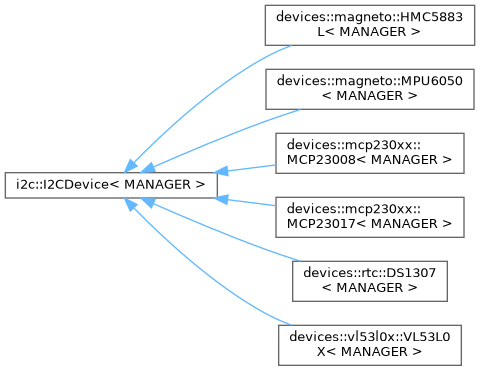 devices::magneto::HMC5883
L< MANAGER >
devices::magneto::MPU6050
< MANAGER >
devices::mcp230xx::
MCP23008< MANAGER >
i2c::I2CDevice< MANAGER >
devices::mcp230xx::
MCP23017< MANAGER >
devices::rtc::DS1307
< MANAGER >
devices::vl53l0x::VL53L0
X< MANAGER >